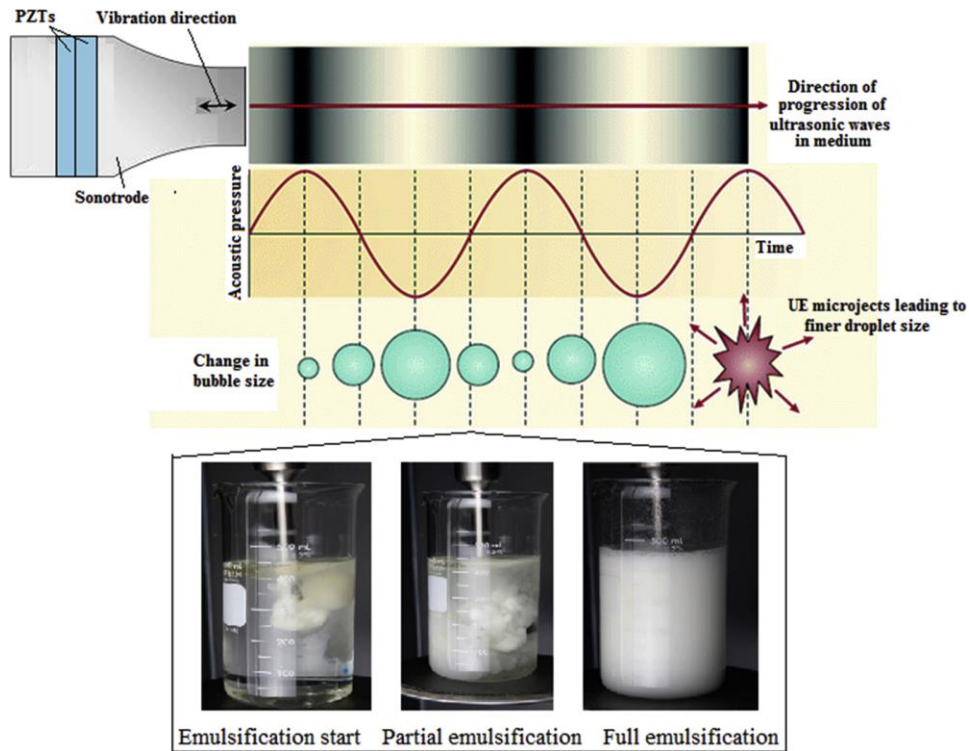 PZTs
Vibration direction
Direction of
progression of
ultrasonic waves
in medium
Sonotrode
Acoustic pressure
Time
UE microjects leading to
finer droplet size
Change in
bubble size
Emulsification start
Partial emulsification
Full emulsification